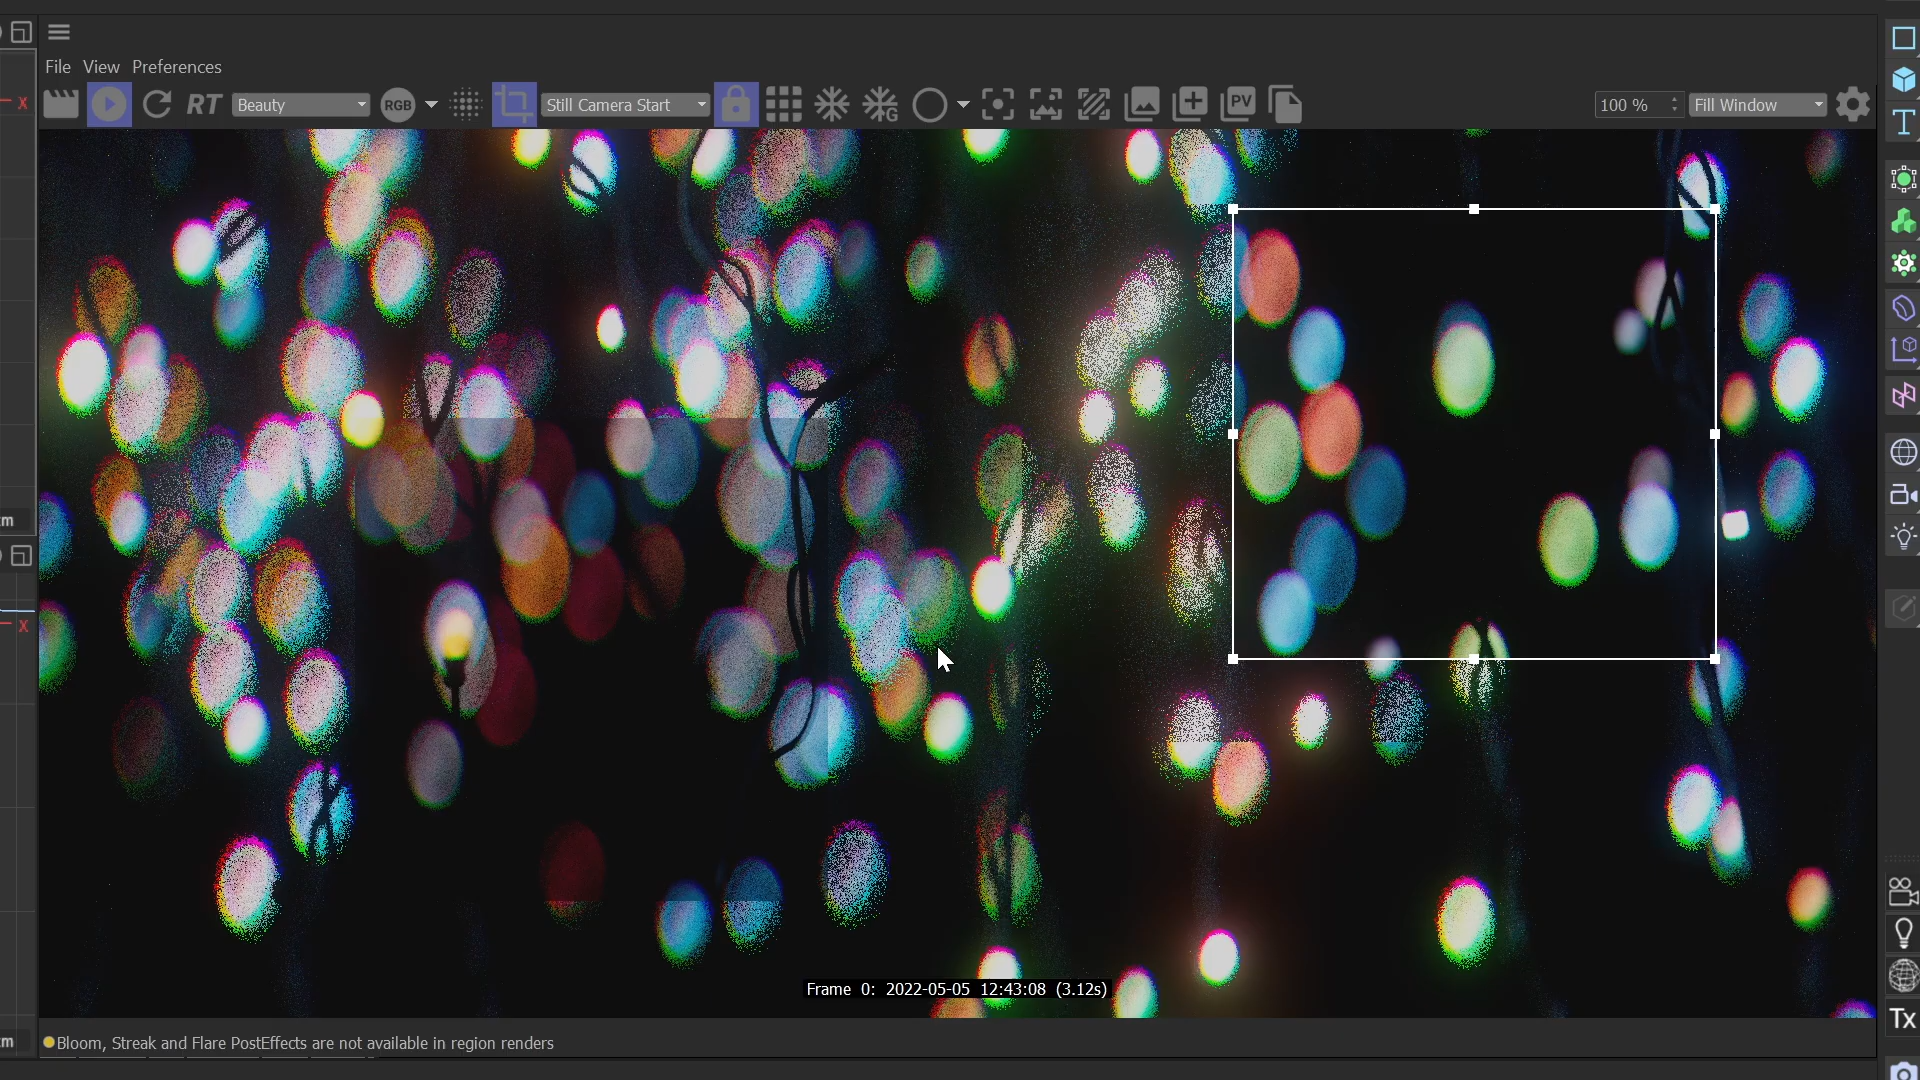 File View Preferences
RT Beauty RGB Still Camera Start G PV 100 % Fill Window
T
X
m
X
Frame 0: 2022-05-05 12:43:08 (3.12s)
Tx
Bloom, Streak and Flare PostEffects are not available in region renders